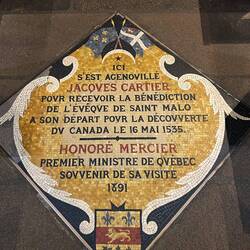 ICI
S'EST AGENOVILLÉ
JACQVES CARTIER
POVR RECEVOIR LA BÉNÉDICTION
DE L'ÉVÊQVE DE SAINT MALO
A SON DÉPART POVR LA DÉCOVVERTE
DV CANADA LE 16 MAI 1535.
HONORÉ MERCIER
PREMIER MINISTRE DE QVÉBEC
SOVVENIR DE SA VISITE
1891